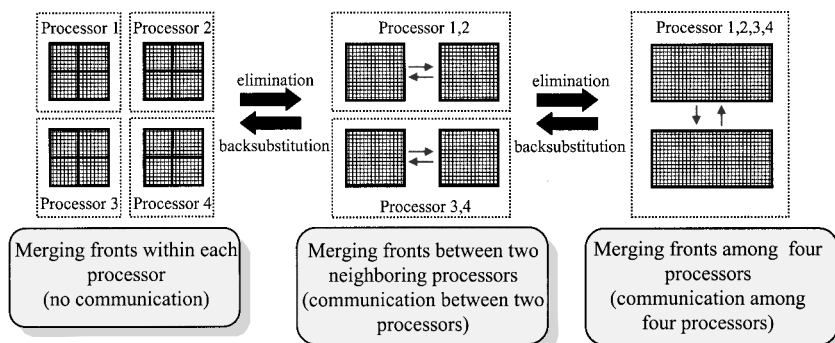 Processor 1
Processor 2
Processor 3
Processor 4
elimination
backsubstitution
Processor 1,2
Processor 3,4
elimination
backsubstitution
Processor 1,2,3,4
Merging fronts within each
processor
(no communication)
Merging fronts between two
neighboring processors
(communication between two
processors)
Merging fronts among four
processors
(communication among
four processors)